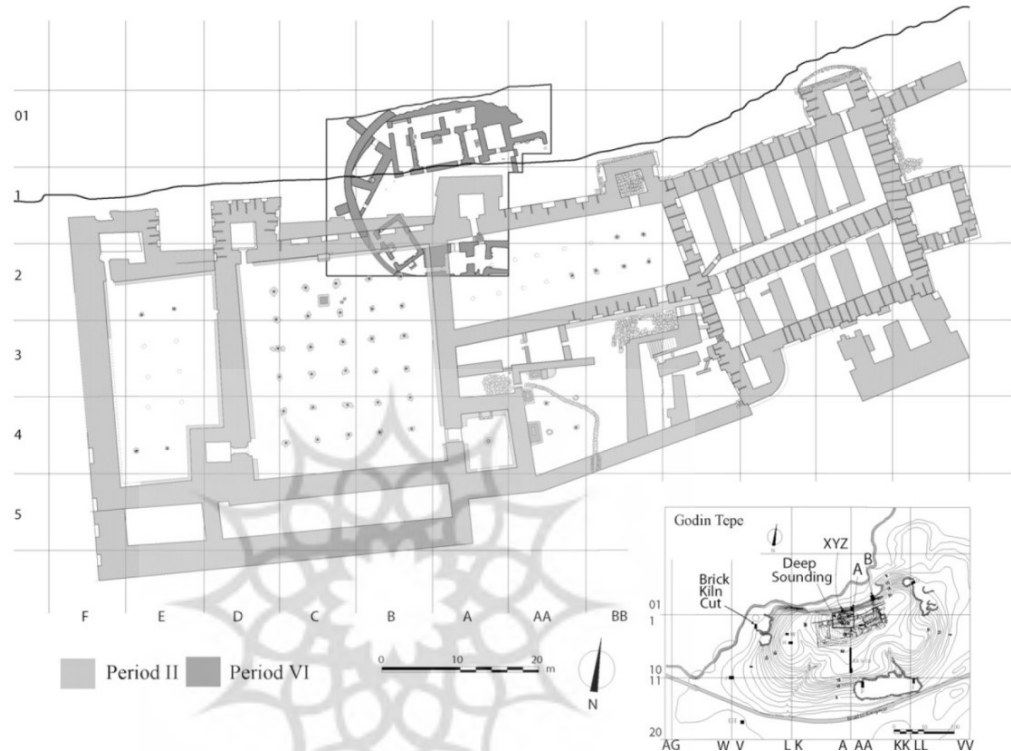 01
1
2
3
4
5
F E D C B A AA BB
Period II Period VI
0 10 20
m
N
Godin Tepe
N
XYZ
B
A
Deep
Sounding
Brick
Kiln
Cut
01
1
10
11
20
AG W V L K A AA KK LL VV